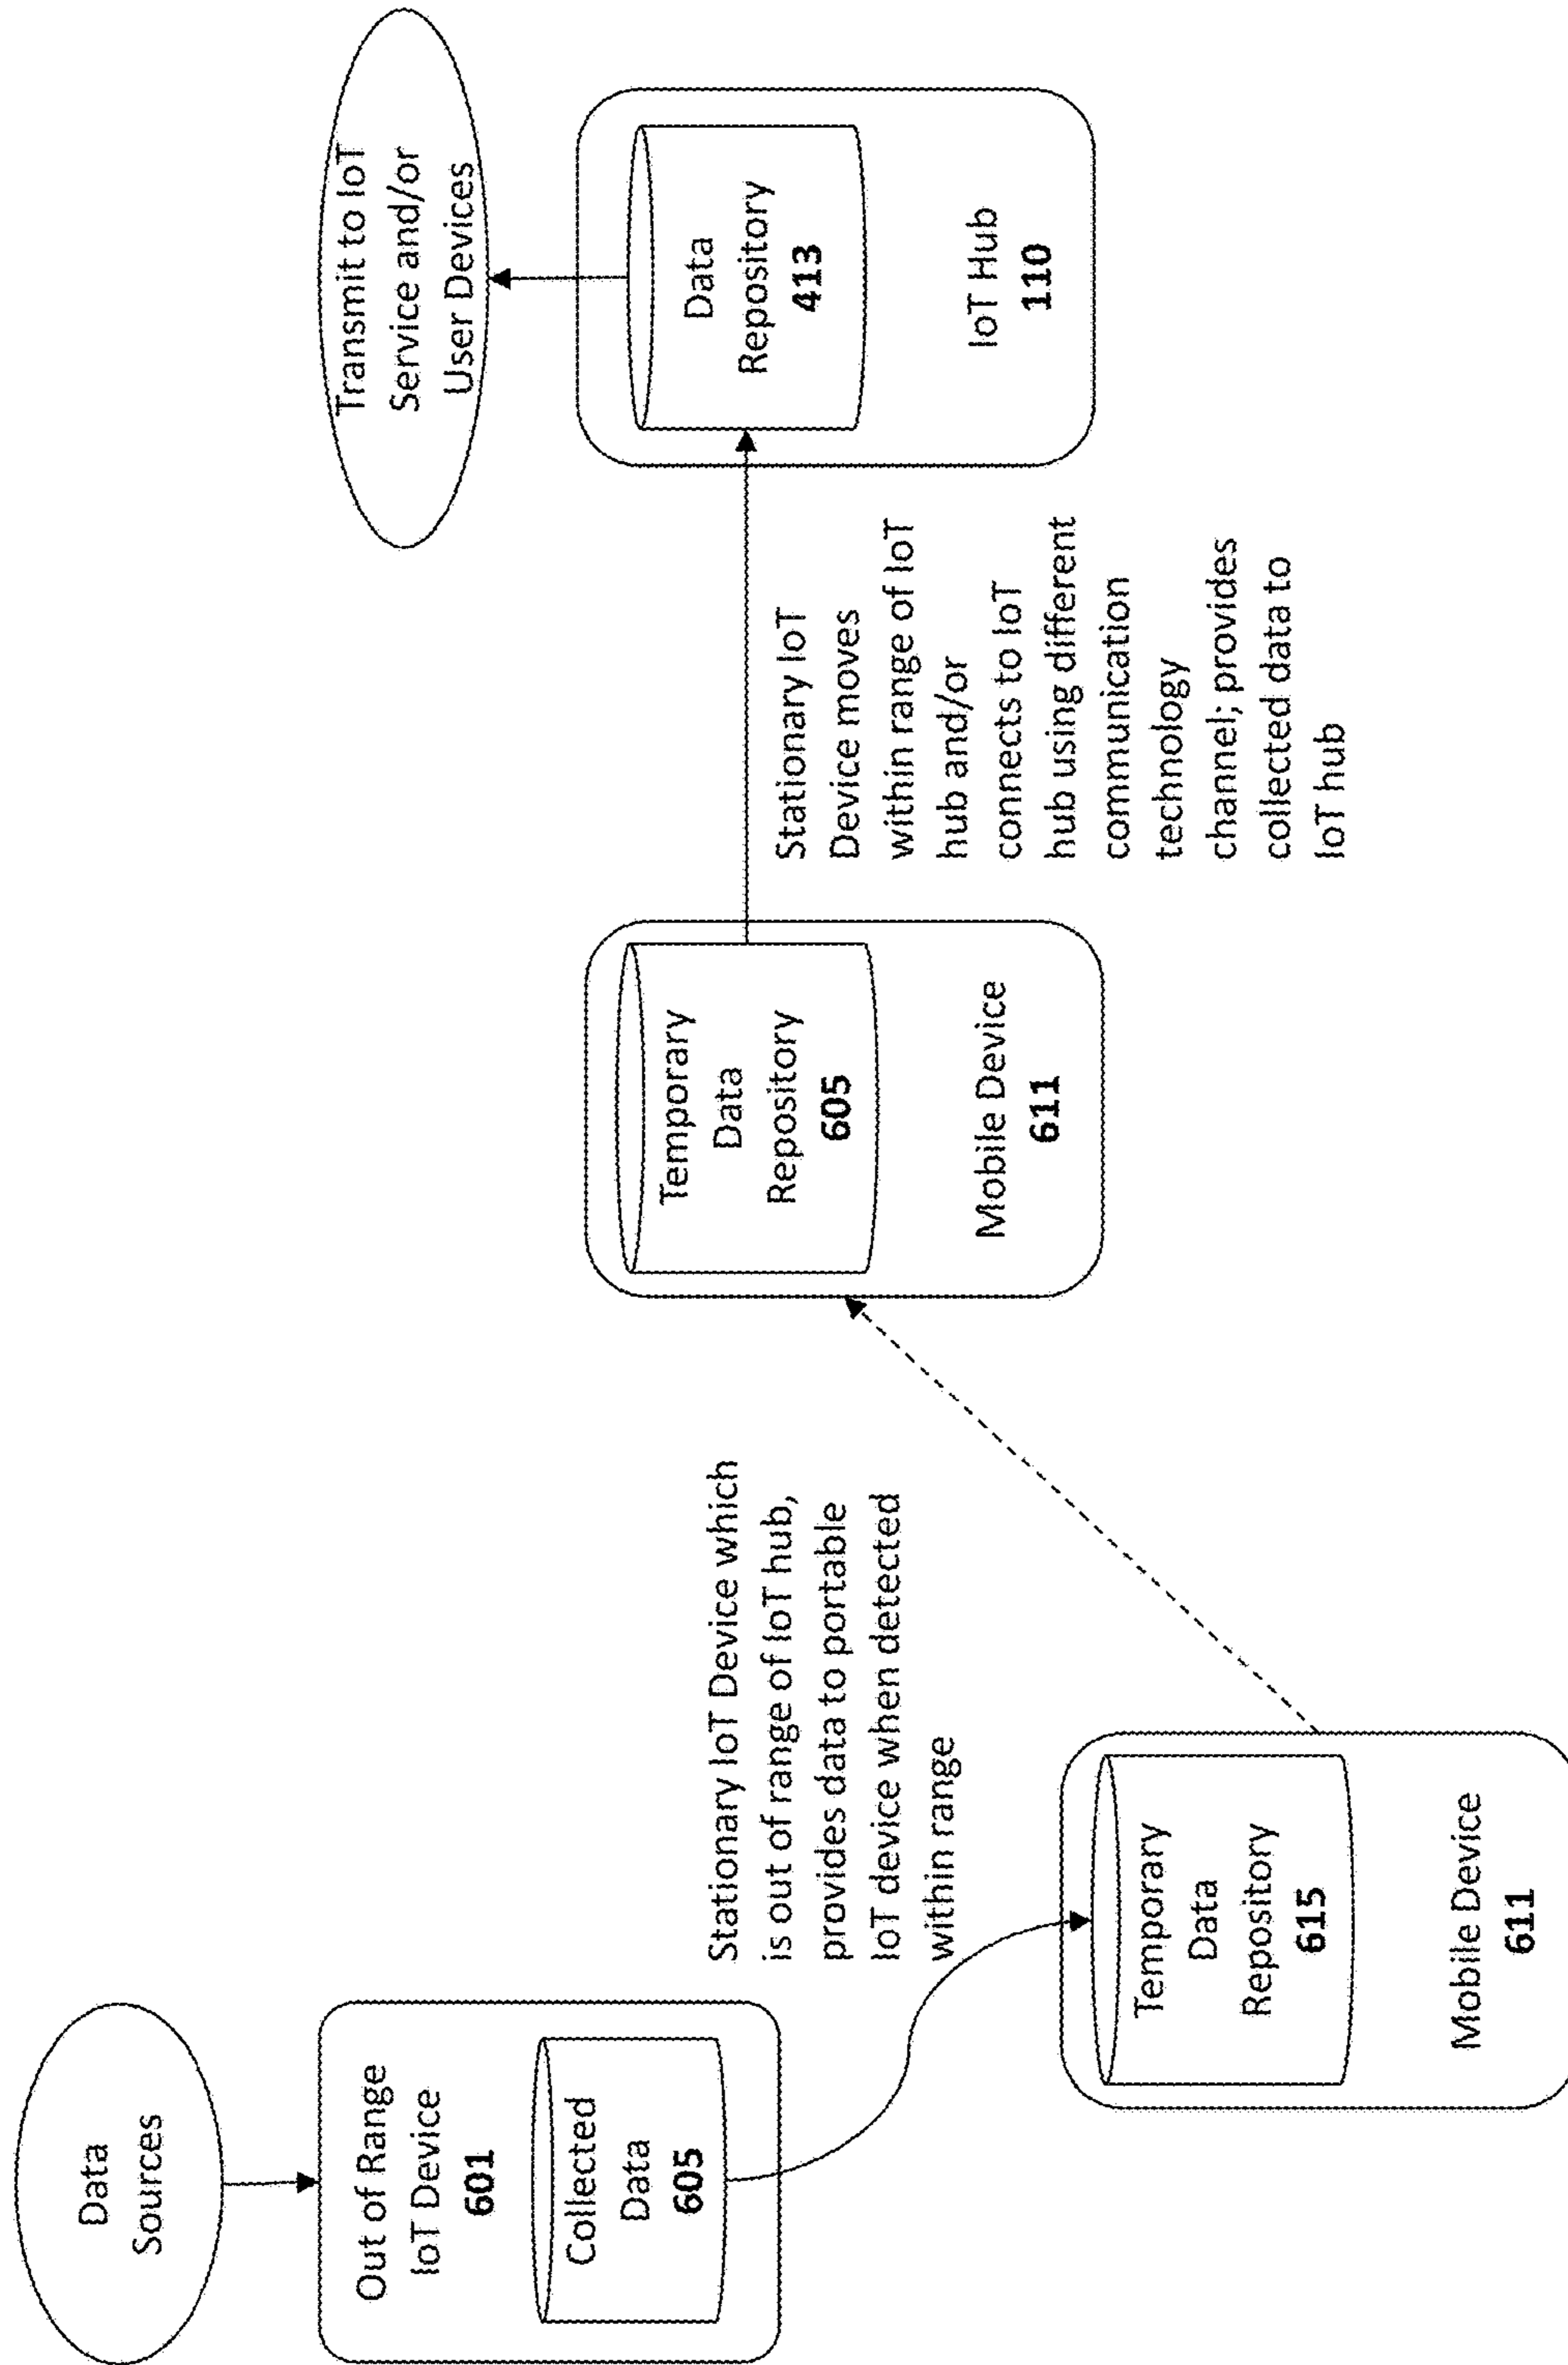 Data
Sources
Out of Range
IoT Device
601
Collected
Data
605
Stationary IoT Device which
is out of range of IoT hub,
provides data to portable
IoT device when detected
within range
Temporary
Data
Repository
615
Mobile Device
611
Temporary
Data
Repository
605
Mobile Device
611
Stationary IoT
Device moves
within range of IoT
hub and/or
connects to IoT
hub using different
communication
technology
channel; provides
collected data to
IoT hub
Transmit to IoT
Service and/or
User Devices
Data
Repository
413
IoT Hub
110